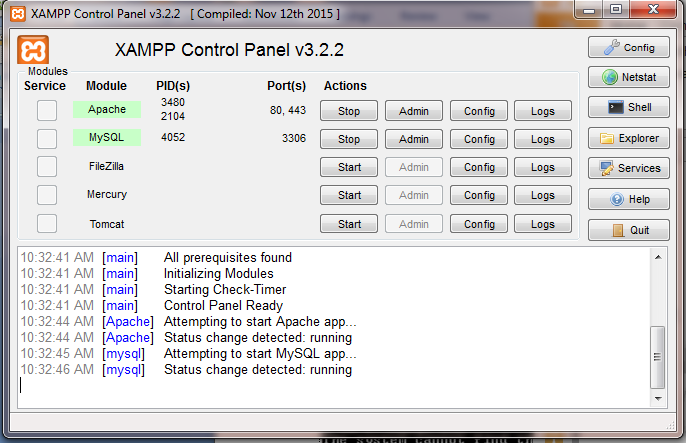 XAMPP Control Panel v3.2.2 [ Compiled: Nov 12th 2015 ]
XAMPP Control Panel v3.2.2
Config
Modules
Service Module PID(s) Port(s) Actions
Netstat
Apache 3480 2104 80, 443 Stop Admin Config Logs
Shell
MySQL 4052 3306 Stop Admin Config Logs
Explorer
FileZilla Start Admin Config Logs
Services
Mercury Start Admin Config Logs
Help
Tomcat Start Admin Config Logs
Quit
10:32:41 AM [main] All prerequisites found
10:32:41 AM [main] Initializing Modules
10:32:41 AM [main] Starting Check-Timer
10:32:41 AM [main] Control Panel Ready
10:32:44 AM [Apache] Attempting to start Apache app...
10:32:44 AM [Apache] Status change detected: running
10:32:45 AM [mysql] Attempting to start MySQL app...
10:32:46 AM [mysql] Status change detected: running